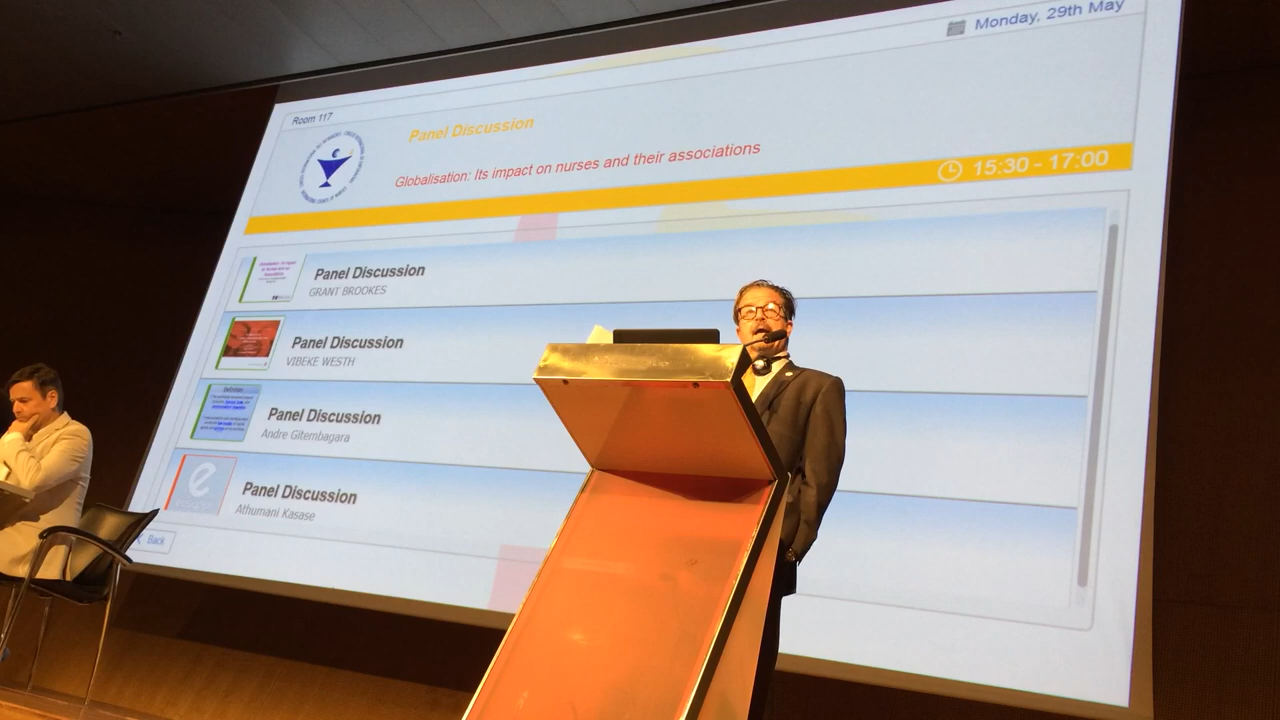 Monday, 29th May
Room 117
Panel Discussion
Globalisation: Its impact on nurses and their associations
15:30 - 17:00
Panel Discussion
GRANT BROOKES
Panel Discussion
VIBEKE WESTH
Definition
Panel Discussion
Andre Gitembagara
e
Panel Discussion
Athumani Kasase
Back